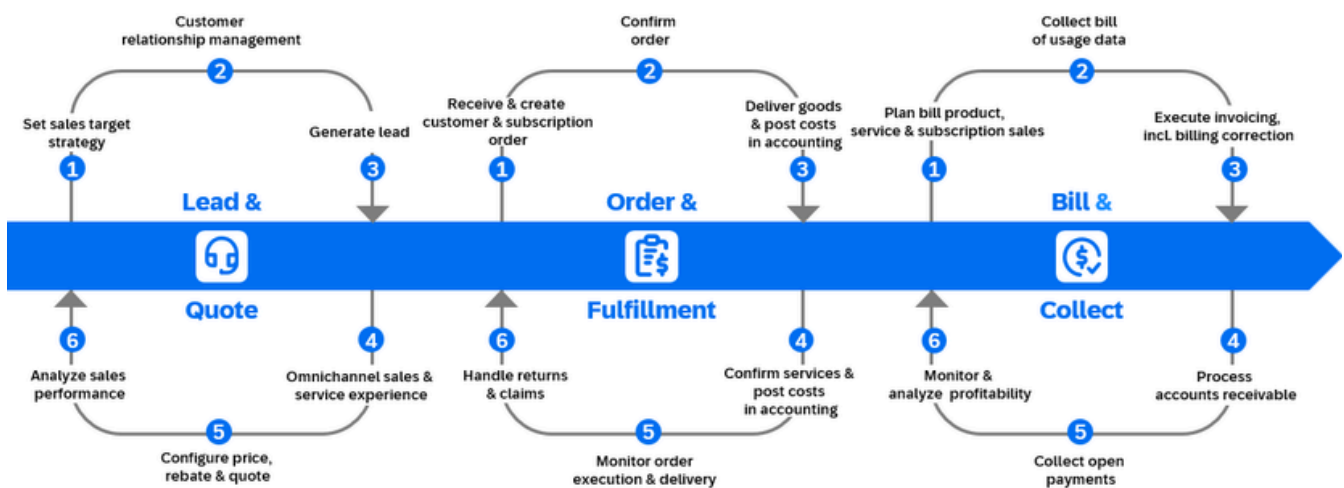 Customer
relationship management
2
Set sales target
strategy
1
Generate lead
3
Lead &
Quote
6
Analyze sales
performance
4
Omnichannel sales &
service experience
5
Configure price,
rebate & quote
Confirm
order
2
Receive & create
customer & subscription
order
1
Deliver goods
& post costs
in accounting
3
Order &
Fulfillment
6
Handle returns
& claims
4
Confirm services &
post costs
in accounting
5
Monitor order
execution & delivery
Collect bill
of usage data
2
Plan bill product,
service & subscription sales
1
Execute invoicing,
incl. billing correction
3
Bill &
Collect
6
Monitor &
analyze profitability
4
Process
accounts receivable
5
Collect open
payments